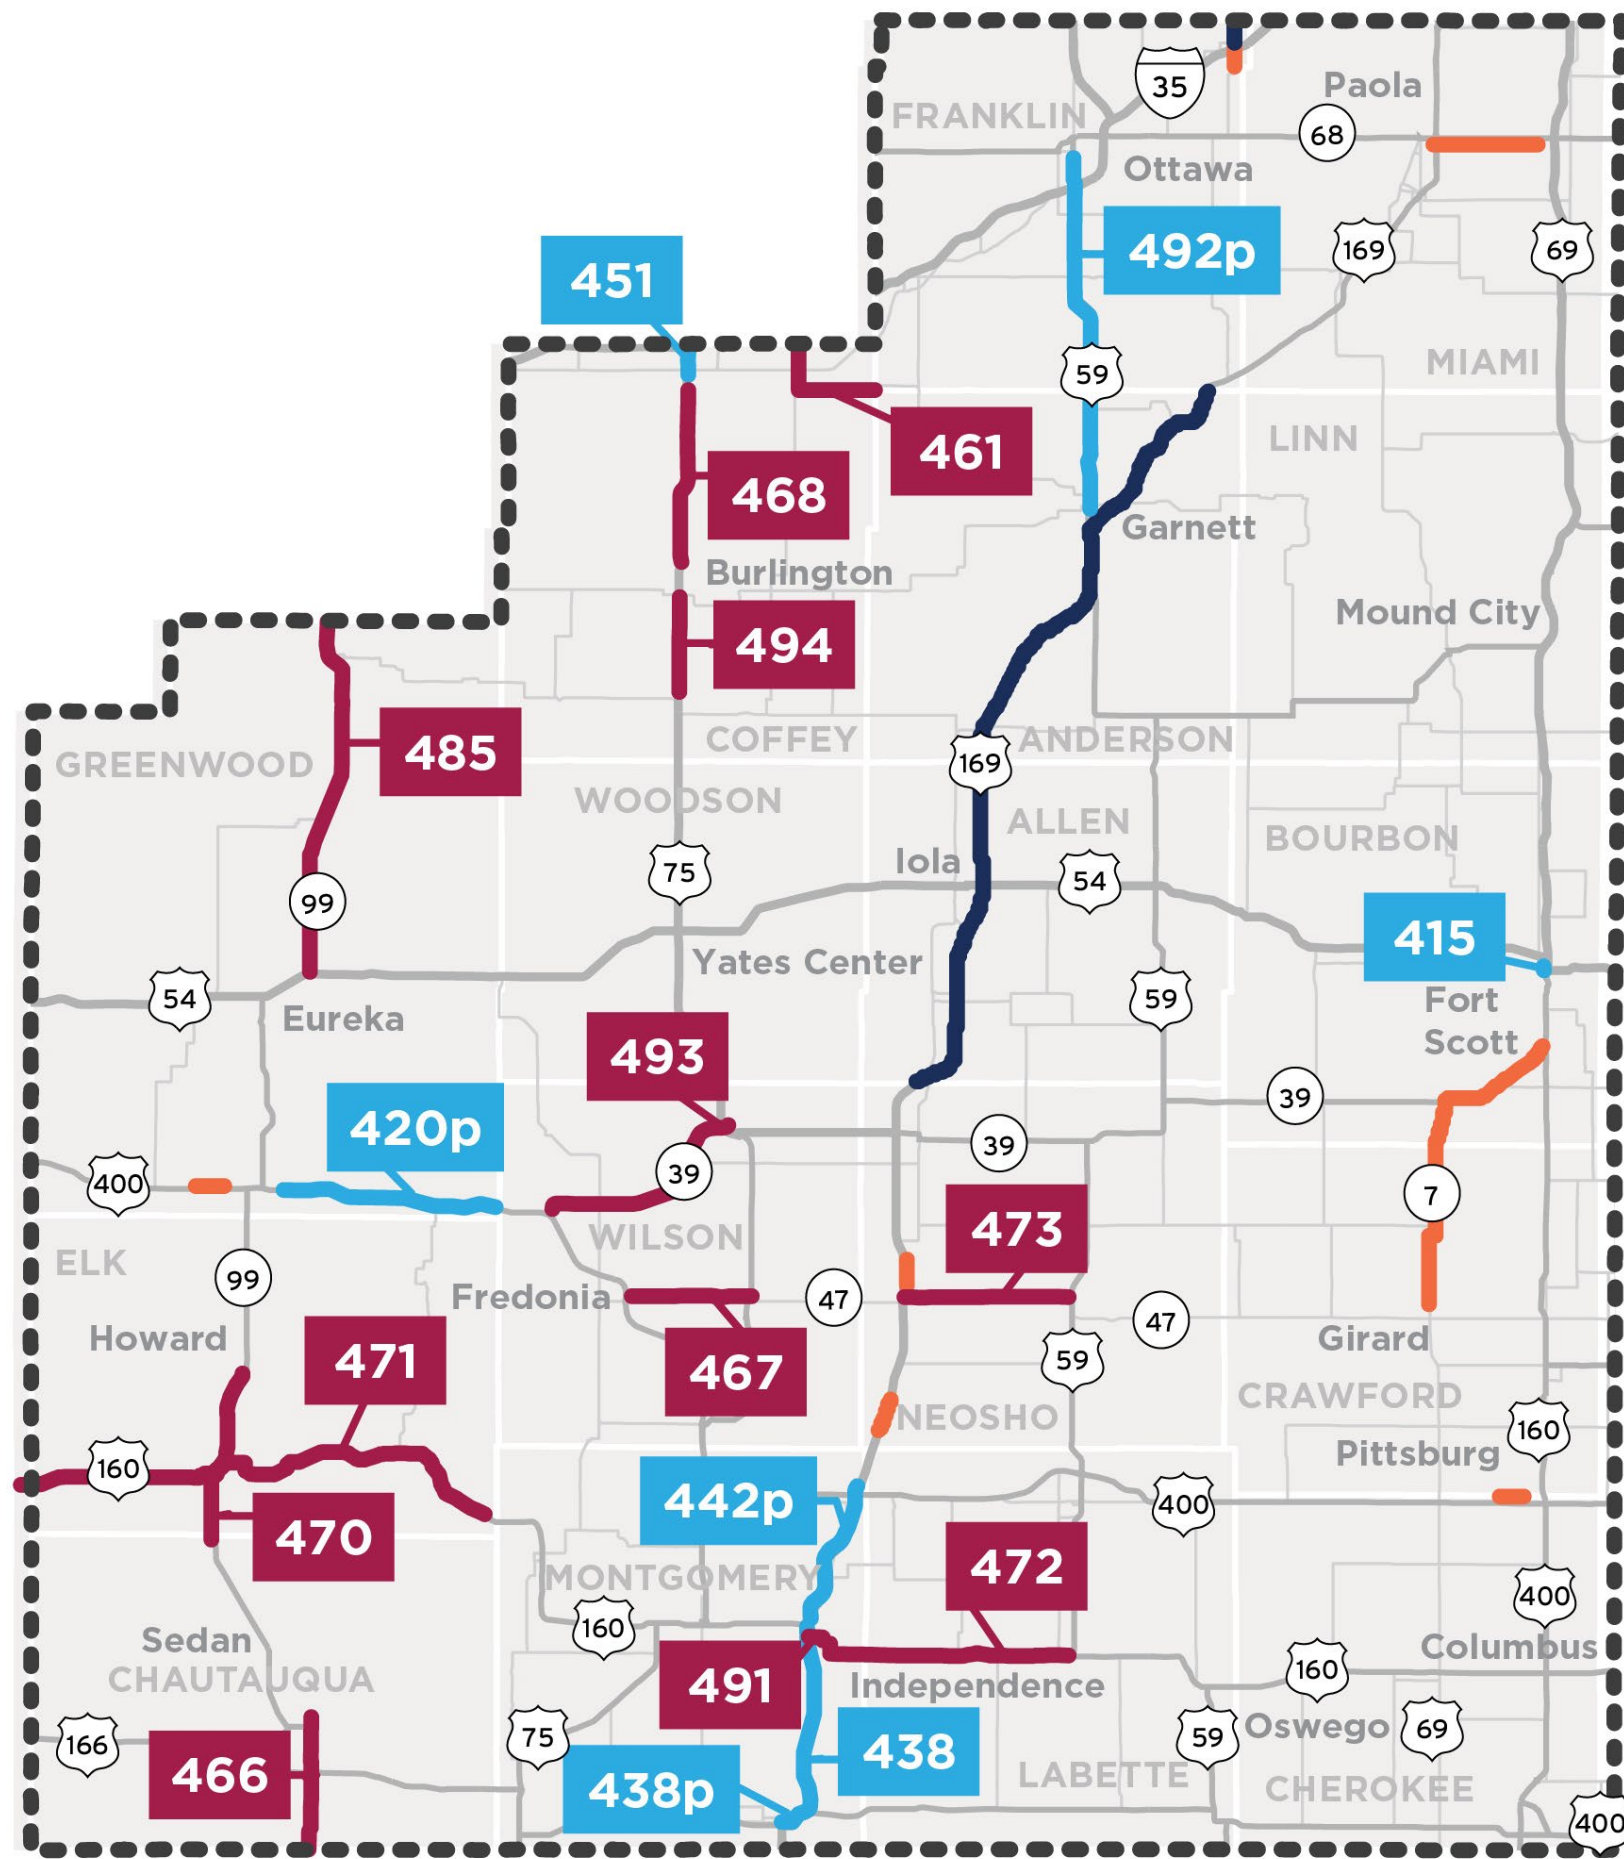 35
Paola
FRANKLIN
68
Ottawa
492p
169
69
451
59
MIAMI
461
LINN
468
Garnett
Burlington
Mound City
494
COFFEY
ANDERSON
485
GREENWOOD
169
WOODSON
ALLEN
BOURBON
Iola
75
54
99
415
Yates Center
54
59
Fort
Scott
Eureka
493
39
420p
39
39
400
7
473
WILSON
ELK
99
Fredonia
47
47
Howard
Girard
471
59
467
CRAWFORD
NEOSHO
160
Pittsburg
160
442p
400
470
472
MONTGOMERY
400
160
Sedan
Columbus
CHAUTAUQUA
160
491
Independence
75
59
Oswego
69
166
438
466
LABETTE
438p
CHEROKEE
400